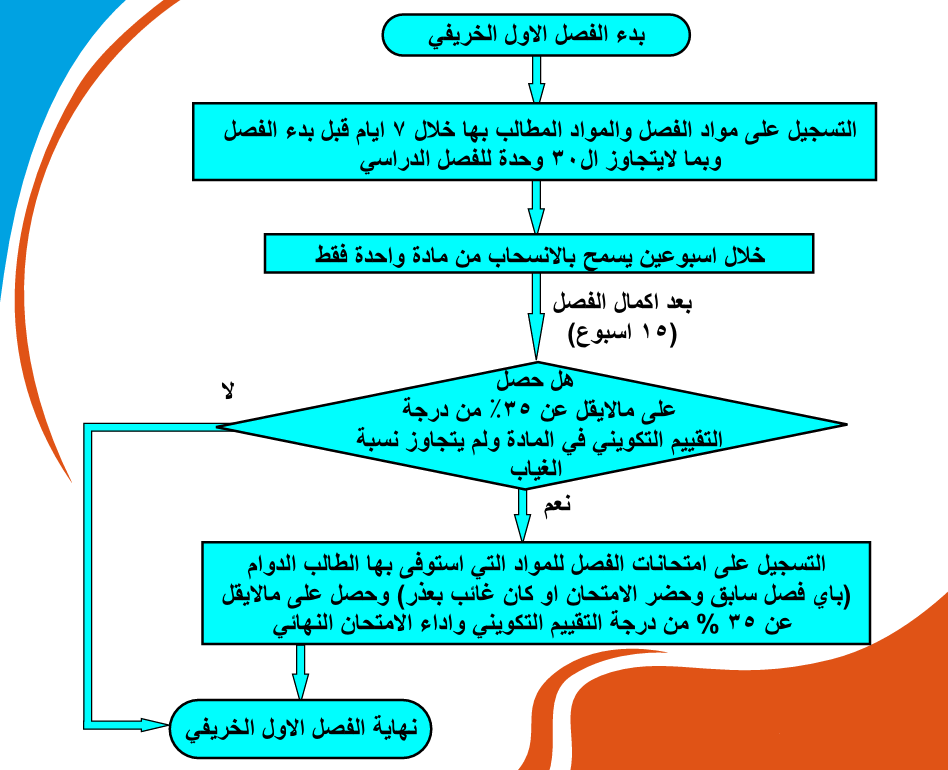 بدء الفصل الاول الخريفي
التسجيل على مواد الفصل والمواد المطالب بها خلال ٧ ايام قبل بدء الفصل
وبما لايتجاوز ال٣٠ وحدة للفصل الدراسي
خلال اسبوعين يسمح بالانسحاب من مادة واحدة فقط
بعد اكمال الفصل
(١٥ اسبوع)
هل حصل
على مالايقل عن ٣٥٪ من درجة
التقييم التكويني في المادة ولم يتجاوز نسبة
الغياب
لا
نعم
التسجيل على امتحانات الفصل للمواد التي استوفى بها الطالب الدوام
(باي فصل سابق وحضر الامتحان او كان غائب بعذر) وحصل على مالايقل
عن ٣٥ % من درجة التقييم التكويني واداء الامتحان النهائي
نهاية الفصل الاول الخريفي